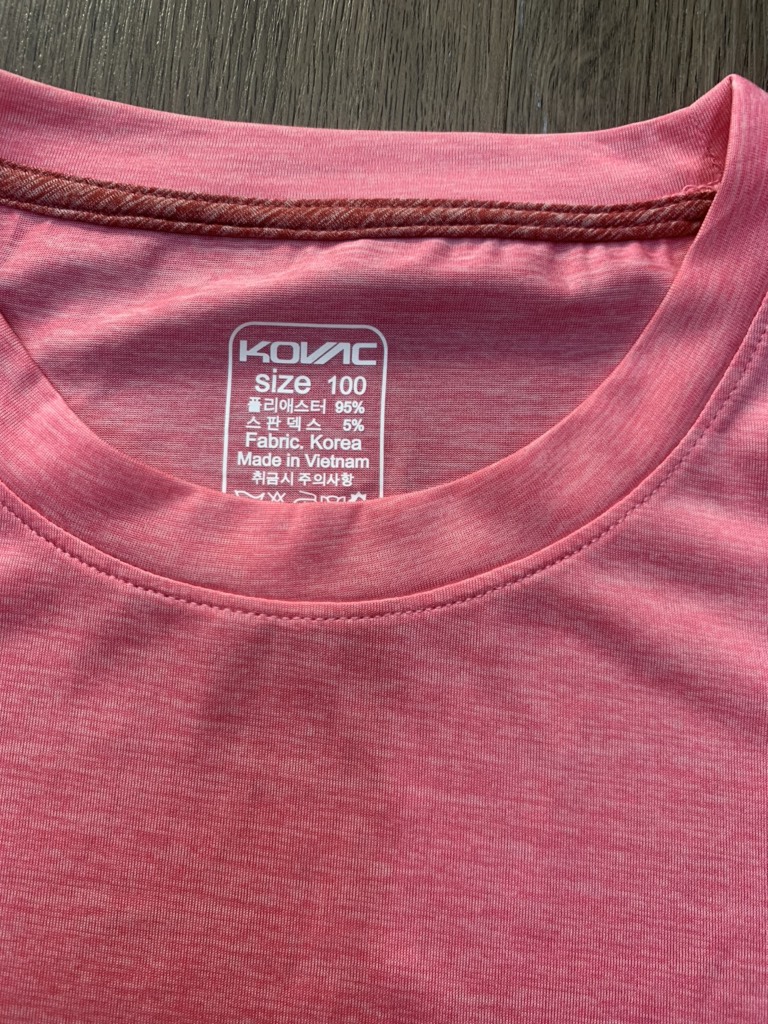 KOVAC
size 100
폴리애스터 95%
스판덱스 5%
Fabric. Korea
Made in Vietnam
취금시 주의사항